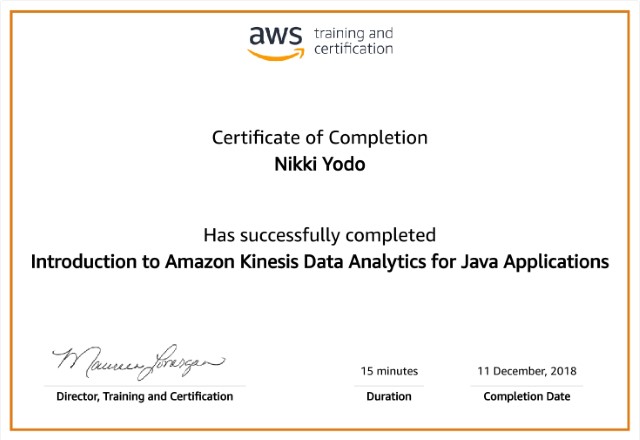 aws training and
certification
Certificate of Completion
Nikki Yodo
Has successfully completed
Introduction to Amazon Kinesis Data Analytics for Java Applications
Maureen Lonergan
15 minutes
11 December, 2018
Director, Training and Certification
Duration
Completion Date